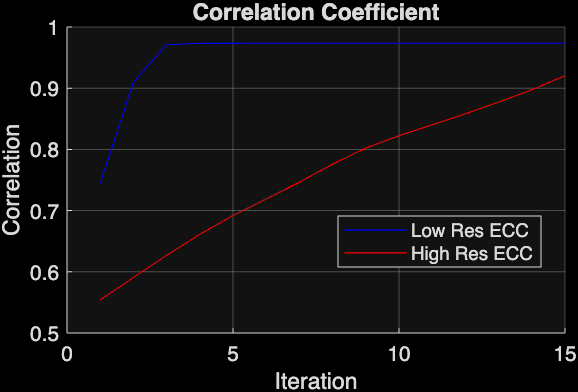 Correlation Coefficient
1
0.9
0.8
0.7
0.6
0.5
Correlation
Low Res ECC
High Res ECC
0 5 10 15
Iteration